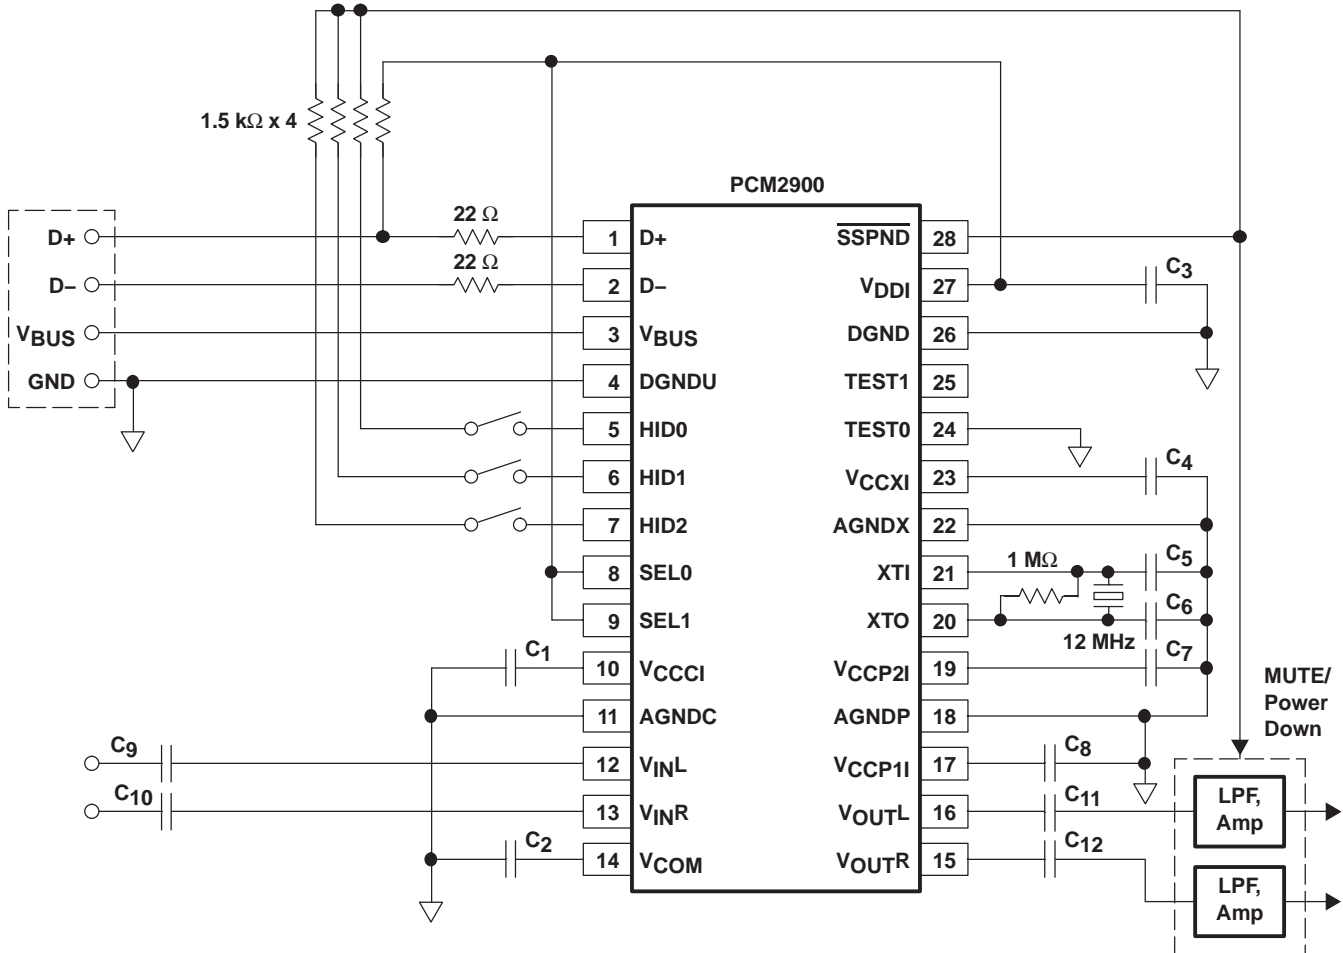 1.5 kΩ x 4
PCM2900
D+
22 Ω
1
D+
SSPND
28
D–
22 Ω
2
D–
VDDI
27
C3
VBUS
3
VBUS
DGND
26
GND
4
DGNDU
TEST1
25
5
HID0
TEST0
24
6
HID1
VCCXI
23
C4
7
HID2
AGNDX
22
8
SEL0
XTI
21
1 MΩ
C5
9
SEL1
XTO
20
12 MHz
C6
C1
10
VCCCI
VCCP2I
19
C7
11
AGNDC
AGNDP
18
MUTE/
Power
Down
C9
12
VINL
VCCP1I
17
C8
C10
13
VINR
VOUTL
16
C11
LPF,
Amp
C2
14
VCOM
VOUTR
15
C12
LPF,
Amp